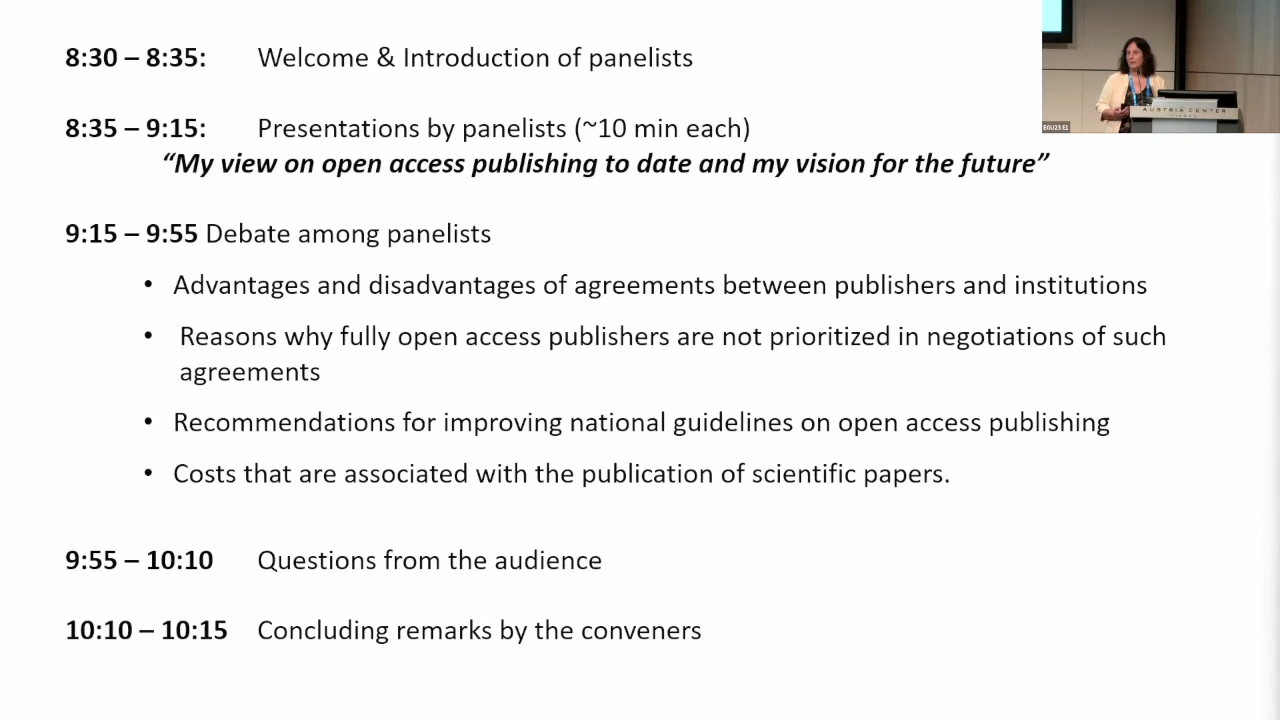 8:30 – 8:35: Welcome & Introduction of panelists
8:35 – 9:15: Presentations by panelists (~10 min each)
“My view on open access publishing to date and my vision for the future”
9:15 – 9:55 Debate among panelists
• Advantages and disadvantages of agreements between publishers and institutions
• Reasons why fully open access publishers are not prioritized in negotiations of such
agreements
• Recommendations for improving national guidelines on open access publishing
• Costs that are associated with the publication of scientific papers.
9:55 – 10:10 Questions from the audience
10:10 – 10:15 Concluding remarks by the conveners
AUSTRIA CENTER
VIENNA
EGU23 E1